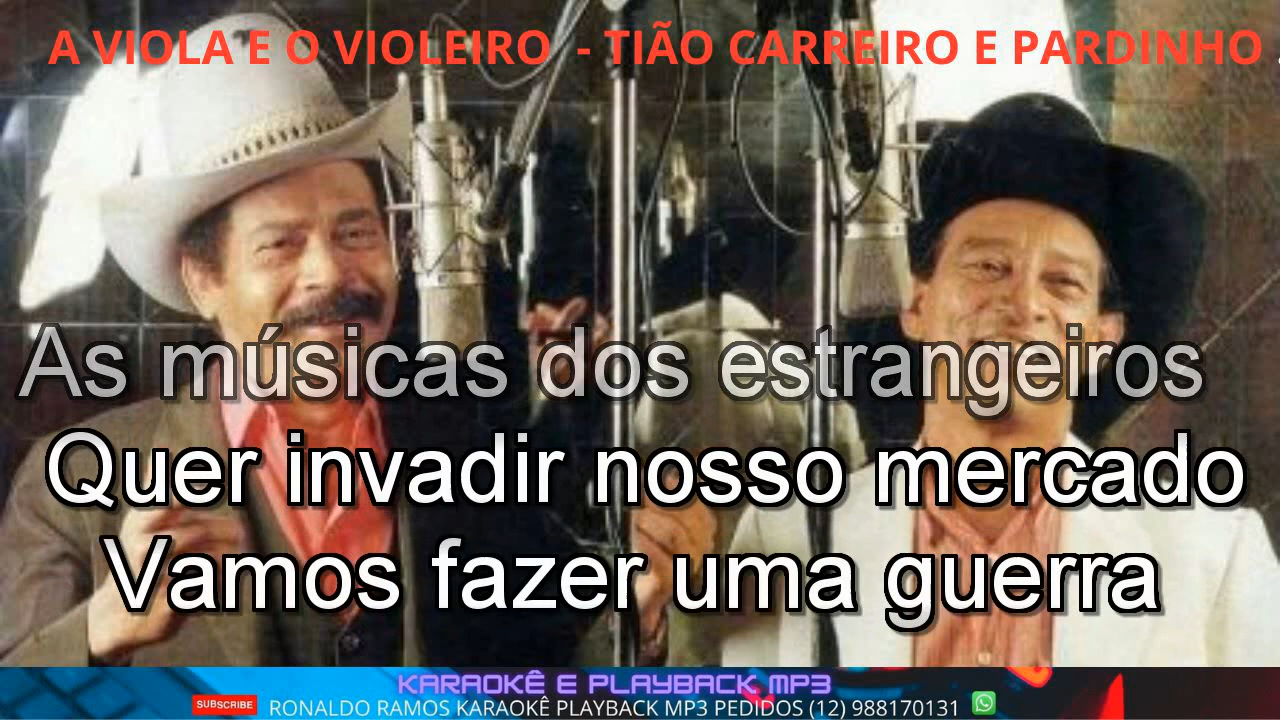 A VIOLA E O VIOLEIRO - TIÃO CARREIRO E PARDINHO
As músicas dos estrangeiros
Quer invadir nosso mercado
Vamos fazer uma guerra
KARAOKÊ E PLAYBACK MP3
SUBSCRIBE RONALDO RAMOS KARAOKÊ PLAYBACK MP3 PEDIDOS (12) 988170131